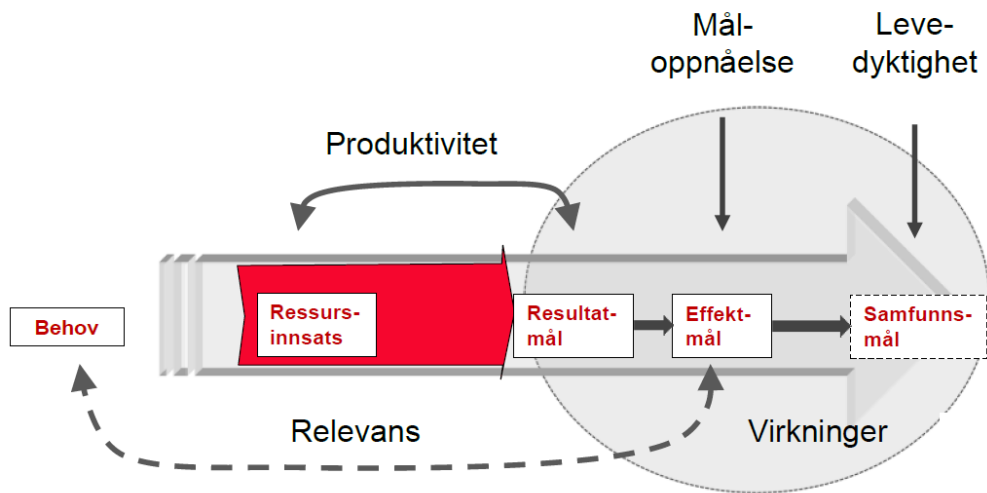 Mål-
oppnåelse
Leve-
dyktighet
Produktivitet
Behov
Ressurs-
innsats
Resultat-
mål
Effekt-
mål
Samfunns-
mål
Relevans
Virkninger